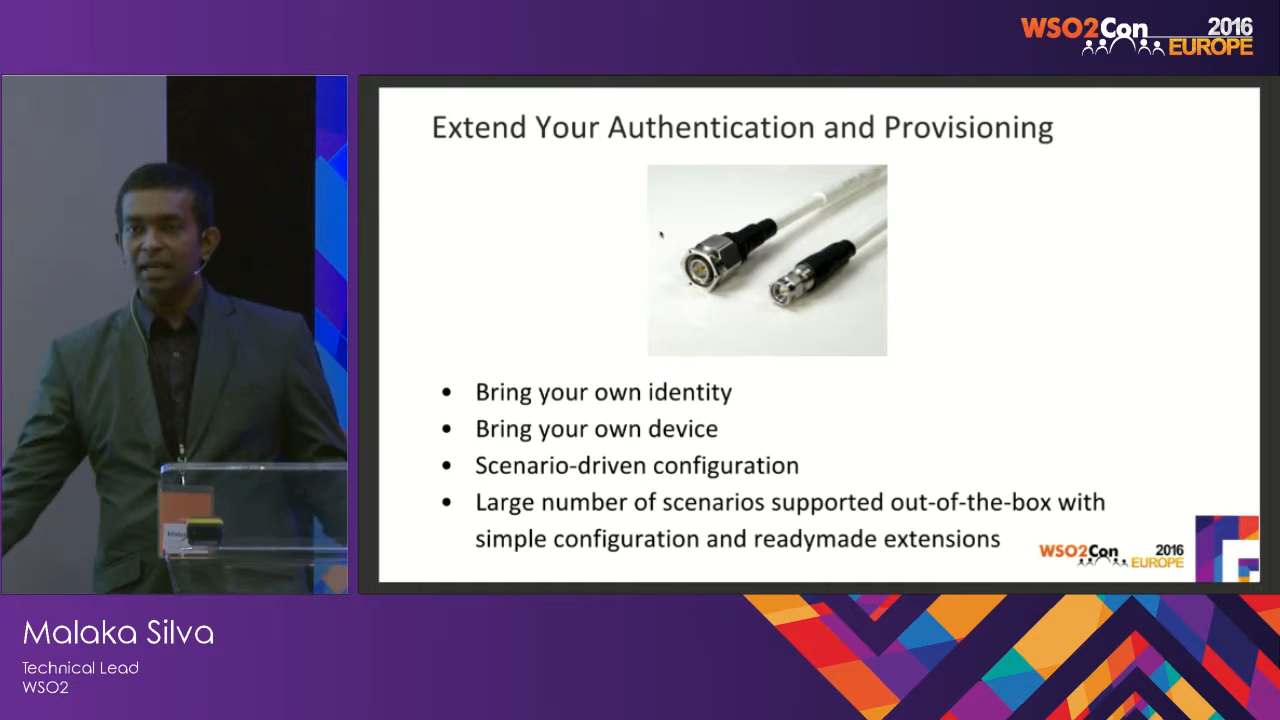 WSO2Con 2016
EUROPE
Extend Your Authentication and Provisioning
• Bring your own identity
• Bring your own device
• Scenario-driven configuration
• Large number of scenarios supported out-of-the-box with
simple configuration and readymade extensions
WSO2Con 2016
EUROPE
Malaka Silva
Technical Lead
WSO2